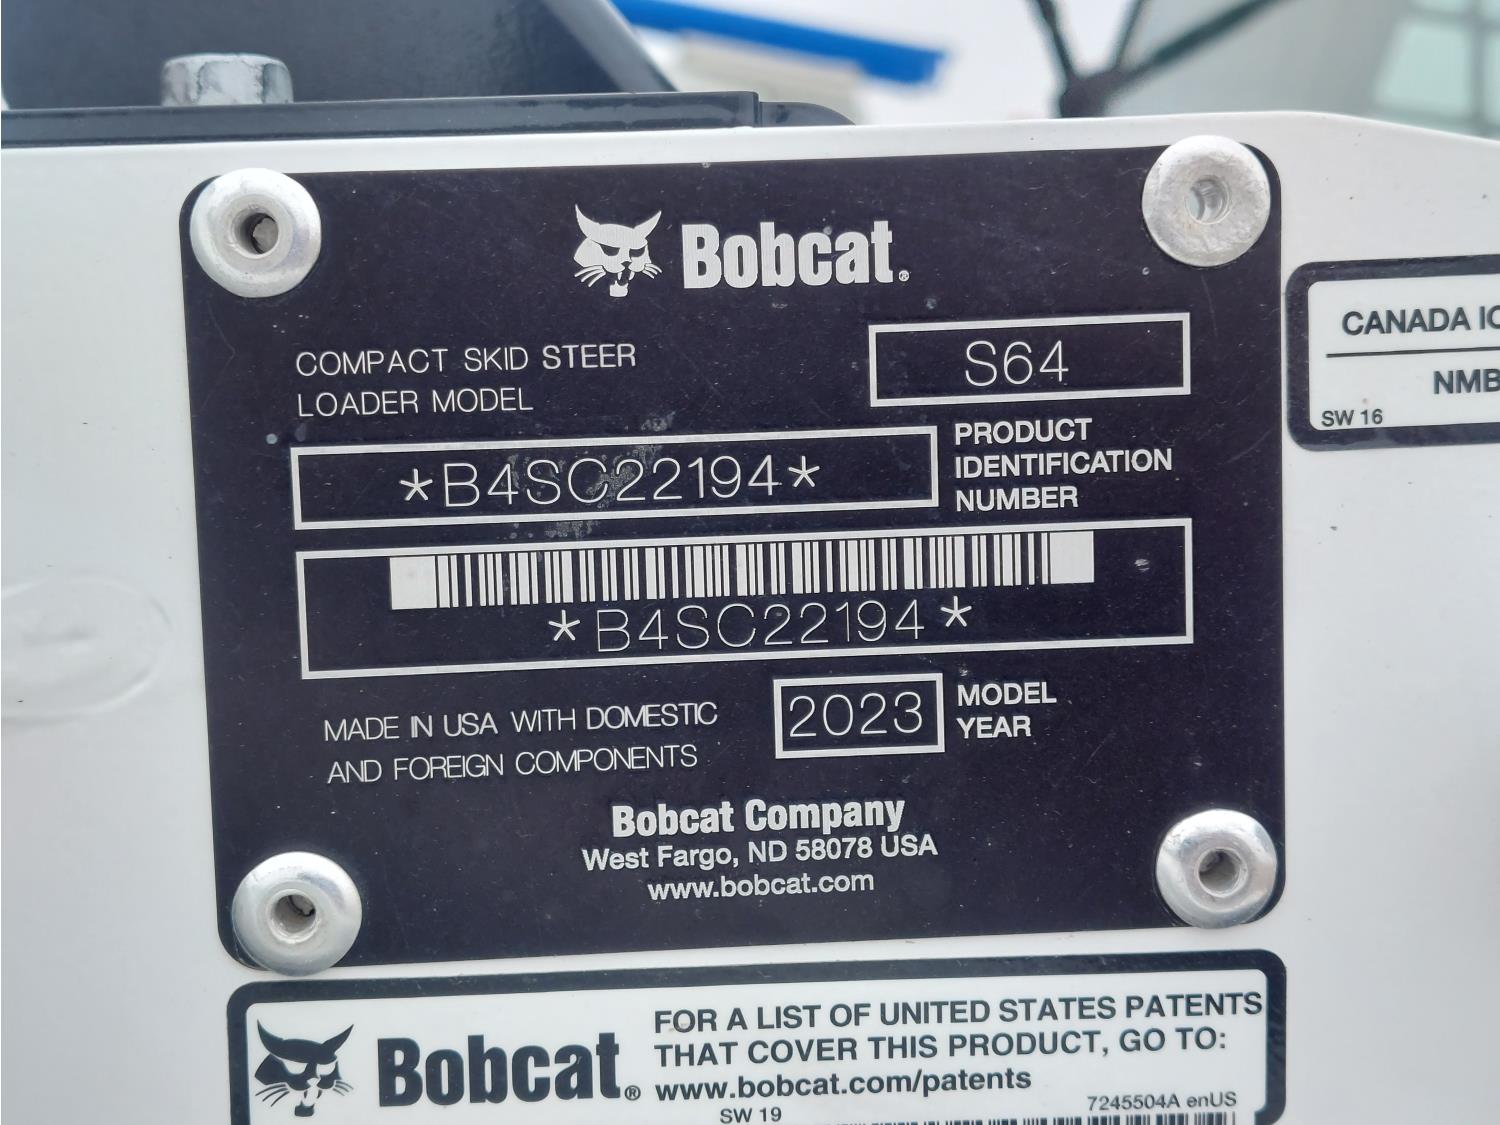 Bobcat®
COMPACT SKID STEER
LOADER MODEL
S64
*B4SC22194*
PRODUCT
IDENTIFICATION
NUMBER
*B4SC22194*
MADE IN USA WITH DOMESTIC
AND FOREIGN COMPONENTS
2023
MODEL
YEAR
Bobcat Company
West Fargo, ND 58078 USA
www.bobcat.com
CANADA
NMB
SW 16
Bobcat®
FOR A LIST OF UNITED STATES PATENTS
THAT COVER THIS PRODUCT, GO TO:
www.bobcat.com/patents
SW 19
7245504A enUS